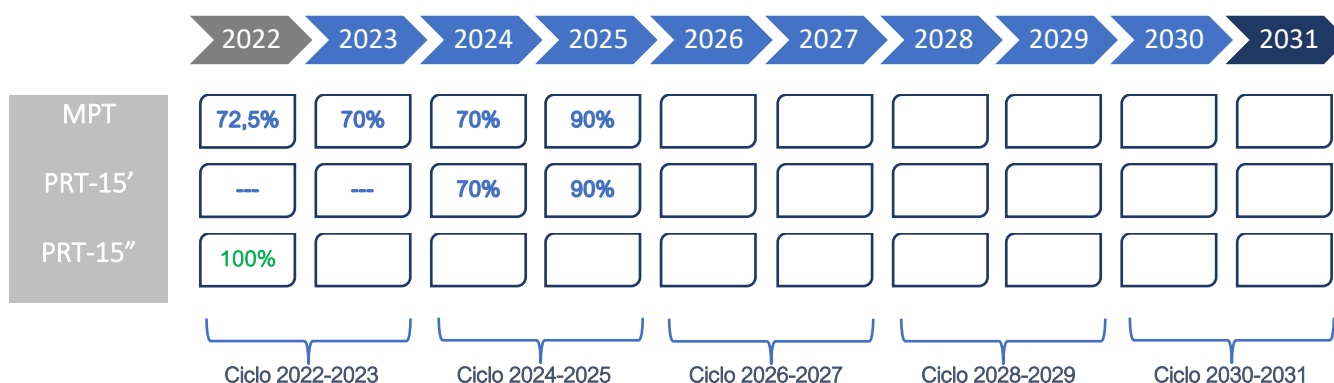 2022 2023 2024 2025 2026 2027 2028 2029 2030 2031
MPT 72,5% 70% 70% 90%
PRT-15’ --- --- 70% 90%
PRT-15” 100%
Ciclo 2022-2023 Ciclo 2024-2025 Ciclo 2026-2027 Ciclo 2028-2029 Ciclo 2030-2031